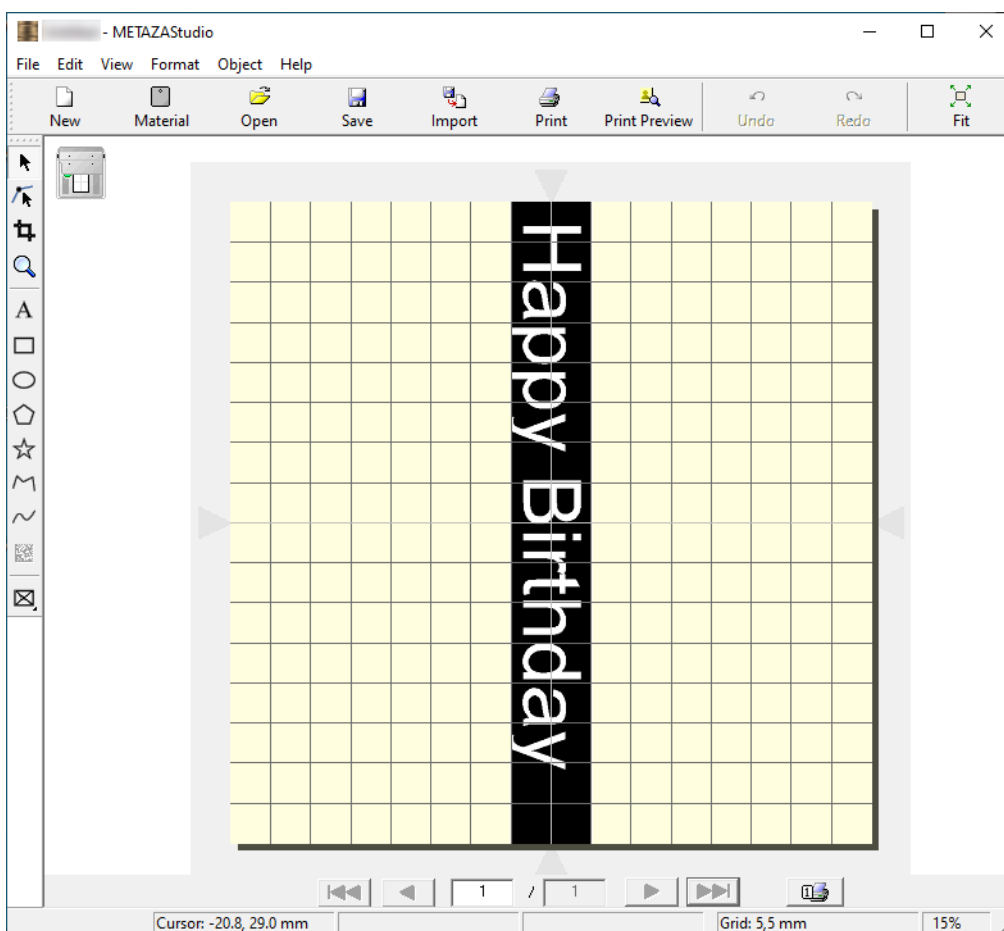 - METAZAStudio
File Edit View Format Object Help
New Material Open Save Import Print Print Preview Undo Redo Fit
A
Happy Birthday
1 / 1
1
Cursor: -20.8, 29.0 mm Grid: 5,5 mm 15%